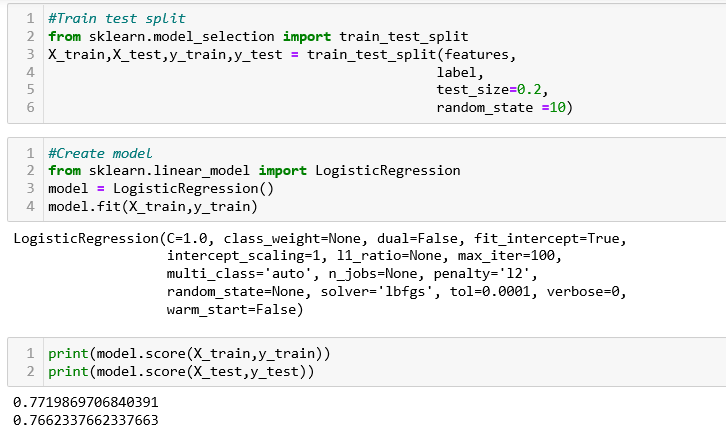 1 #Train test split
2 from sklearn.model_selection import train_test_split
3 X_train,X_test,y_train,y_test = train_test_split(features,
4 label,
5 test_size=0.2,
6 random_state =10)
1 #Create model
2 from sklearn.linear_model import LogisticRegression
3 model = LogisticRegression()
4 model.fit(X_train,y_train)
LogisticRegression(C=1.0, class_weight=None, dual=False, fit_intercept=True,
intercept_scaling=1, l1_ratio=None, max_iter=100,
multi_class='auto', n_jobs=None, penalty='l2',
random_state=None, solver='lbfgs', tol=0.0001, verbose=0,
warm_start=False)
1 print(model.score(X_train,y_train))
2 print(model.score(X_test,y_test))
0.7719869706840391
0.7662337662337663